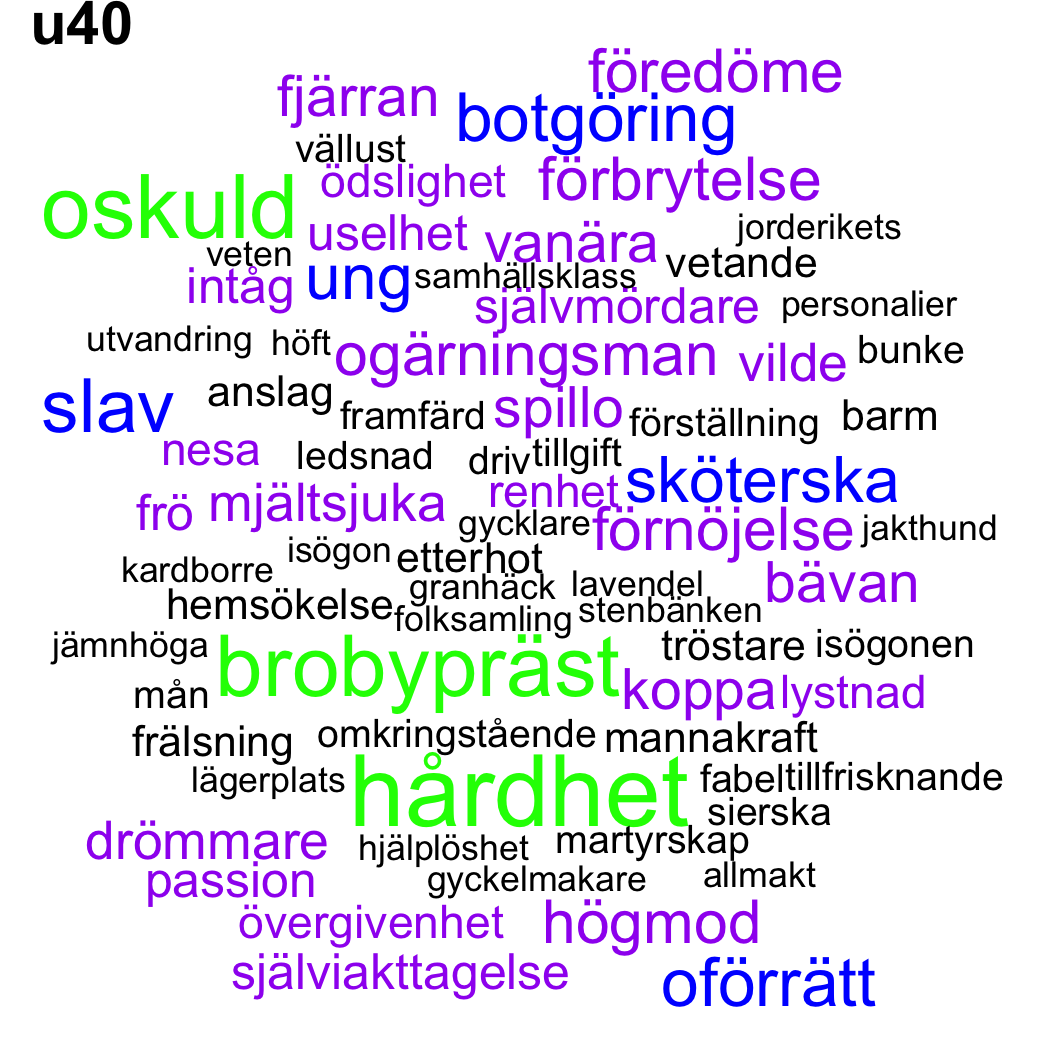 u40
föredöme
fjärran botgöring
vällust
ödslighet förbrytelse
oskuld
uselhet vanära jorderikets
veten ung samhällsklass vetande
intåg självmördare personalier
utvandring höft ogärningsman vilde bunke
slav anslag framfärd spillo förställning barm
nesa ledsnad driv tillgift sköterska
frö mjältsjuka renhet
gycklare förnöjelse jakthund
isögon etterhot
kardborre granhäck lavendel bävan
hemsökelse folksamling stenbänken
jämnhöga brobypräst tröstare isögonen
mån koppa lystnad
frälsning omkringstående mannakraft
lägerplats hårdhet fabel tillfrisknande
sierska
drömmare hjälplöshet martyrskap
passion gyckelmakare allmakt
övergivenhet högmod
själviakttagelse oförrätt